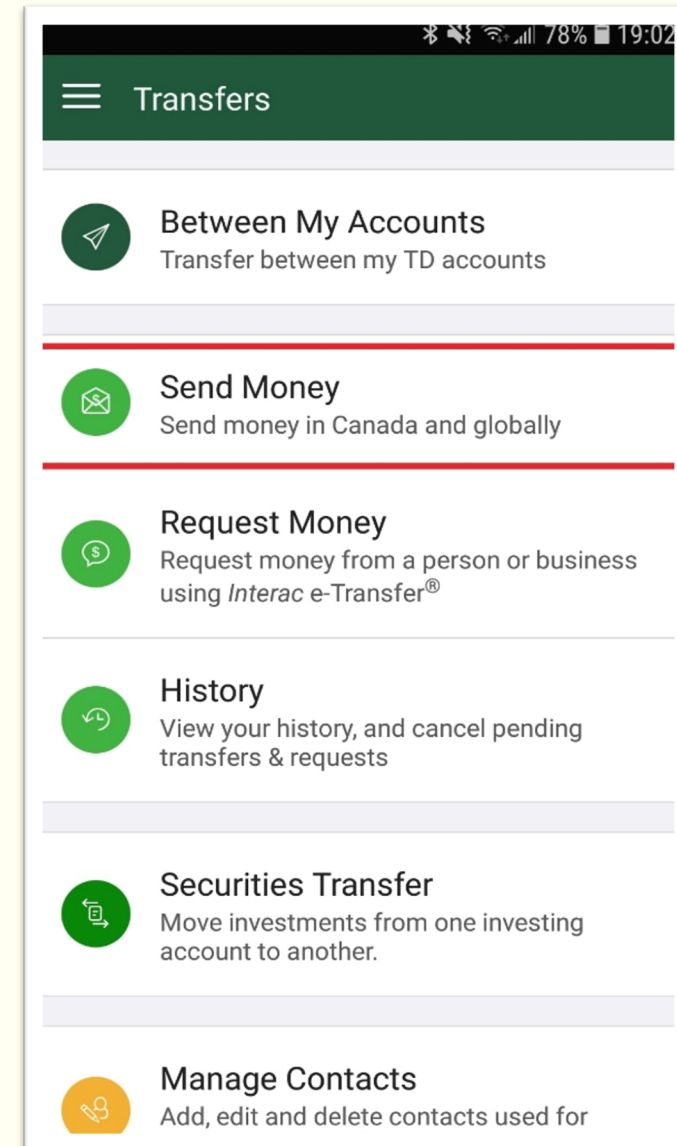 78% 19:02
Transfers
Between My Accounts
Transfer between my TD accounts
Send Money
Send money in Canada and globally
Request Money
Request money from a person or business
using Interac e-Transfer®
History
View your history, and cancel pending
transfers & requests
Securities Transfer
Move investments from one investing
account to another.
Manage Contacts
Add, edit and delete contacts used for